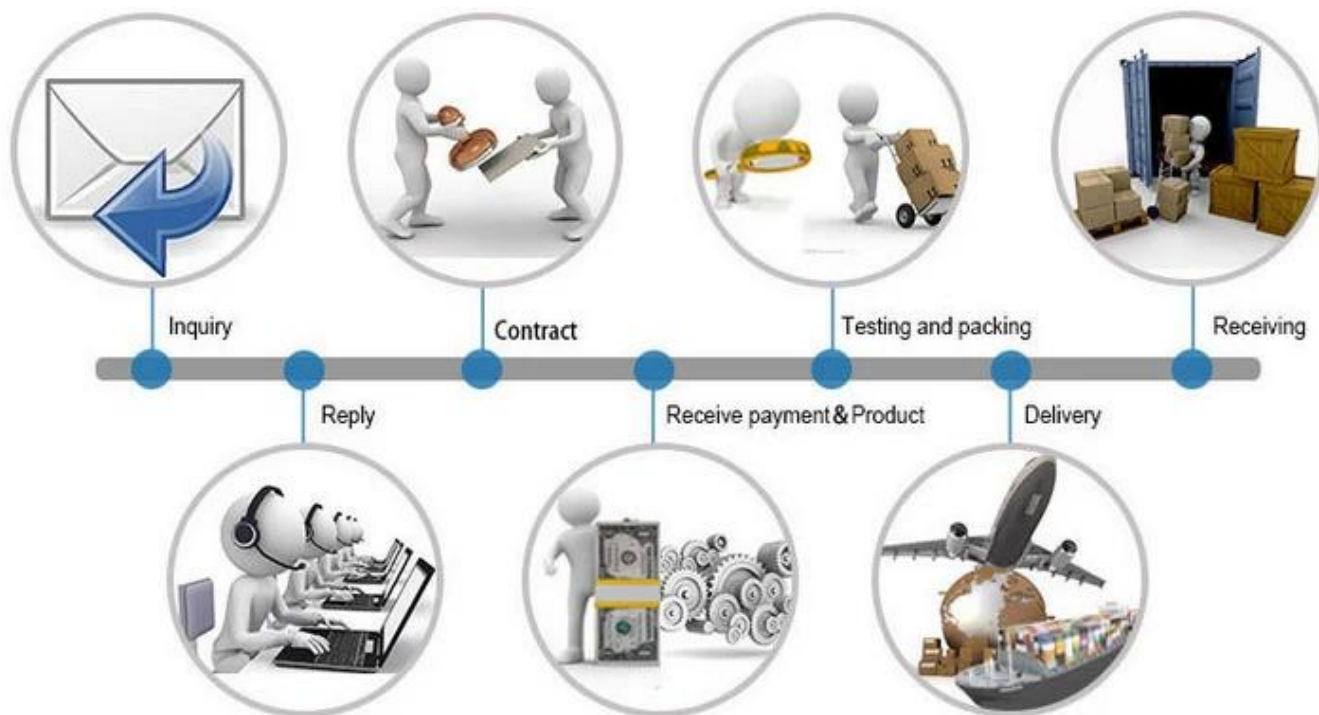 Inquiry
Reply
Contract
Receive payment & Product
Testing and packing
Delivery
Receiving